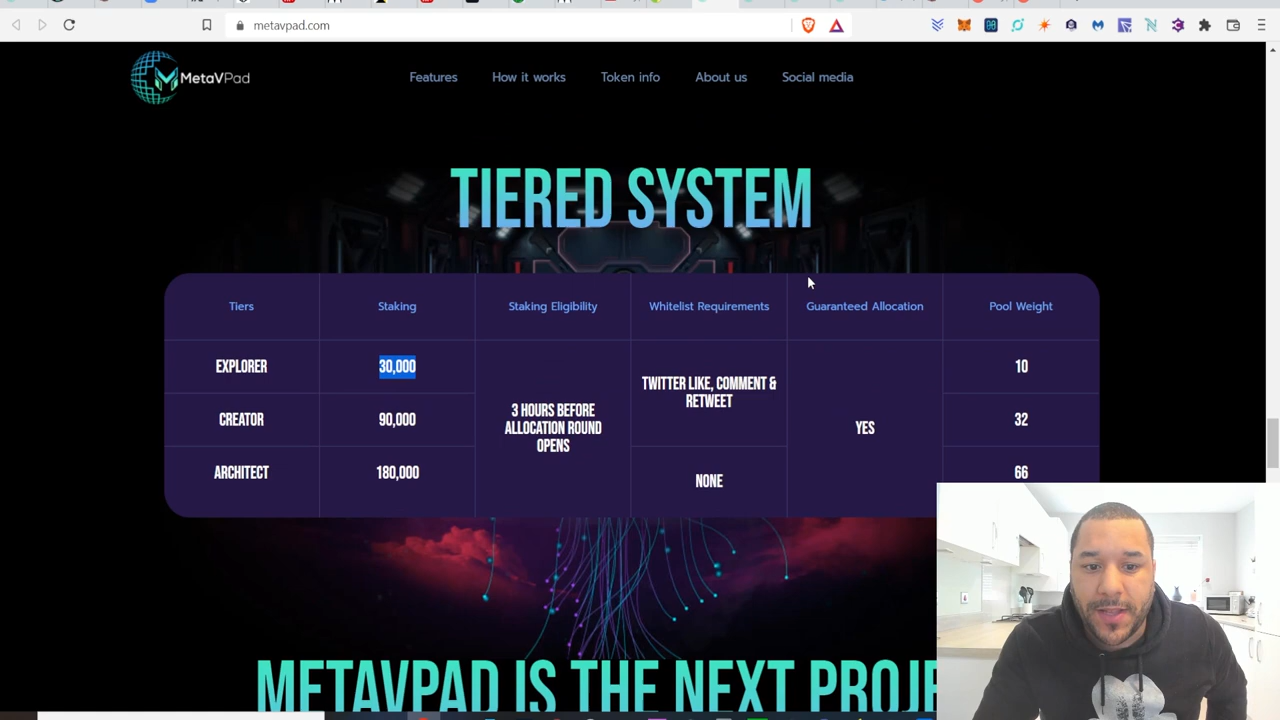 metavpad.com
MetaVPad
Features
How it works
Token info
About us
Social media
TIERED SYSTEM
Tiers
Staking
Staking Eligibility
Whitelist Requirements
Guaranteed Allocation
Pool Weight
EXPLORER
30,000
3 HOURS BEFORE
ALLOCATION ROUND
OPENS
TWITTER LIKE, COMMENT &
RETWEET
YES
10
CREATOR
90,000
32
ARCHITECT
180,000
NONE
66
METAVPAD IS THE NEXT PROJE